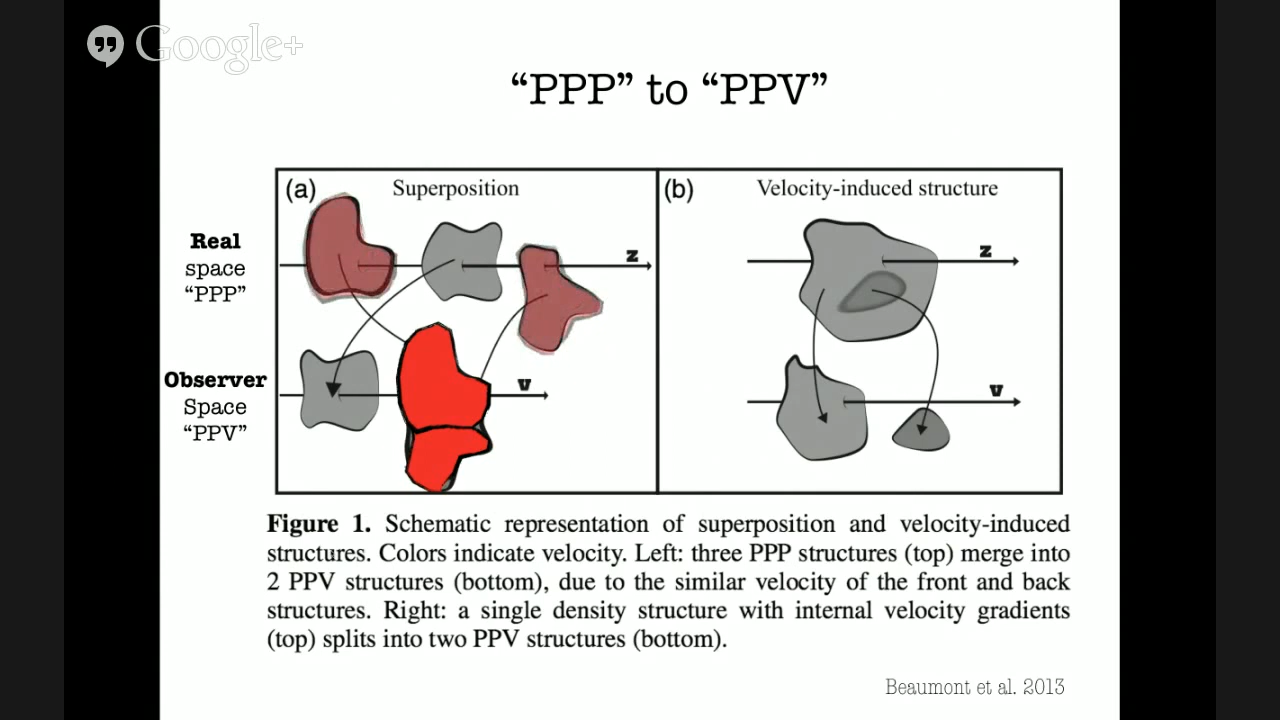 Google+
“PPP” to “PPV”
(a) Superposition
(b) Velocity-induced structure
Real
space
“PPP”
z
z
Observer
Space
“PPV”
v
v
Figure 1. Schematic representation of superposition and velocity-induced
structures. Colors indicate velocity. Left: three PPP structures (top) merge into
2 PPV structures (bottom), due to the similar velocity of the front and back
structures. Right: a single density structure with internal velocity gradients
(top) splits into two PPV structures (bottom).
Beaumont et al. 2013